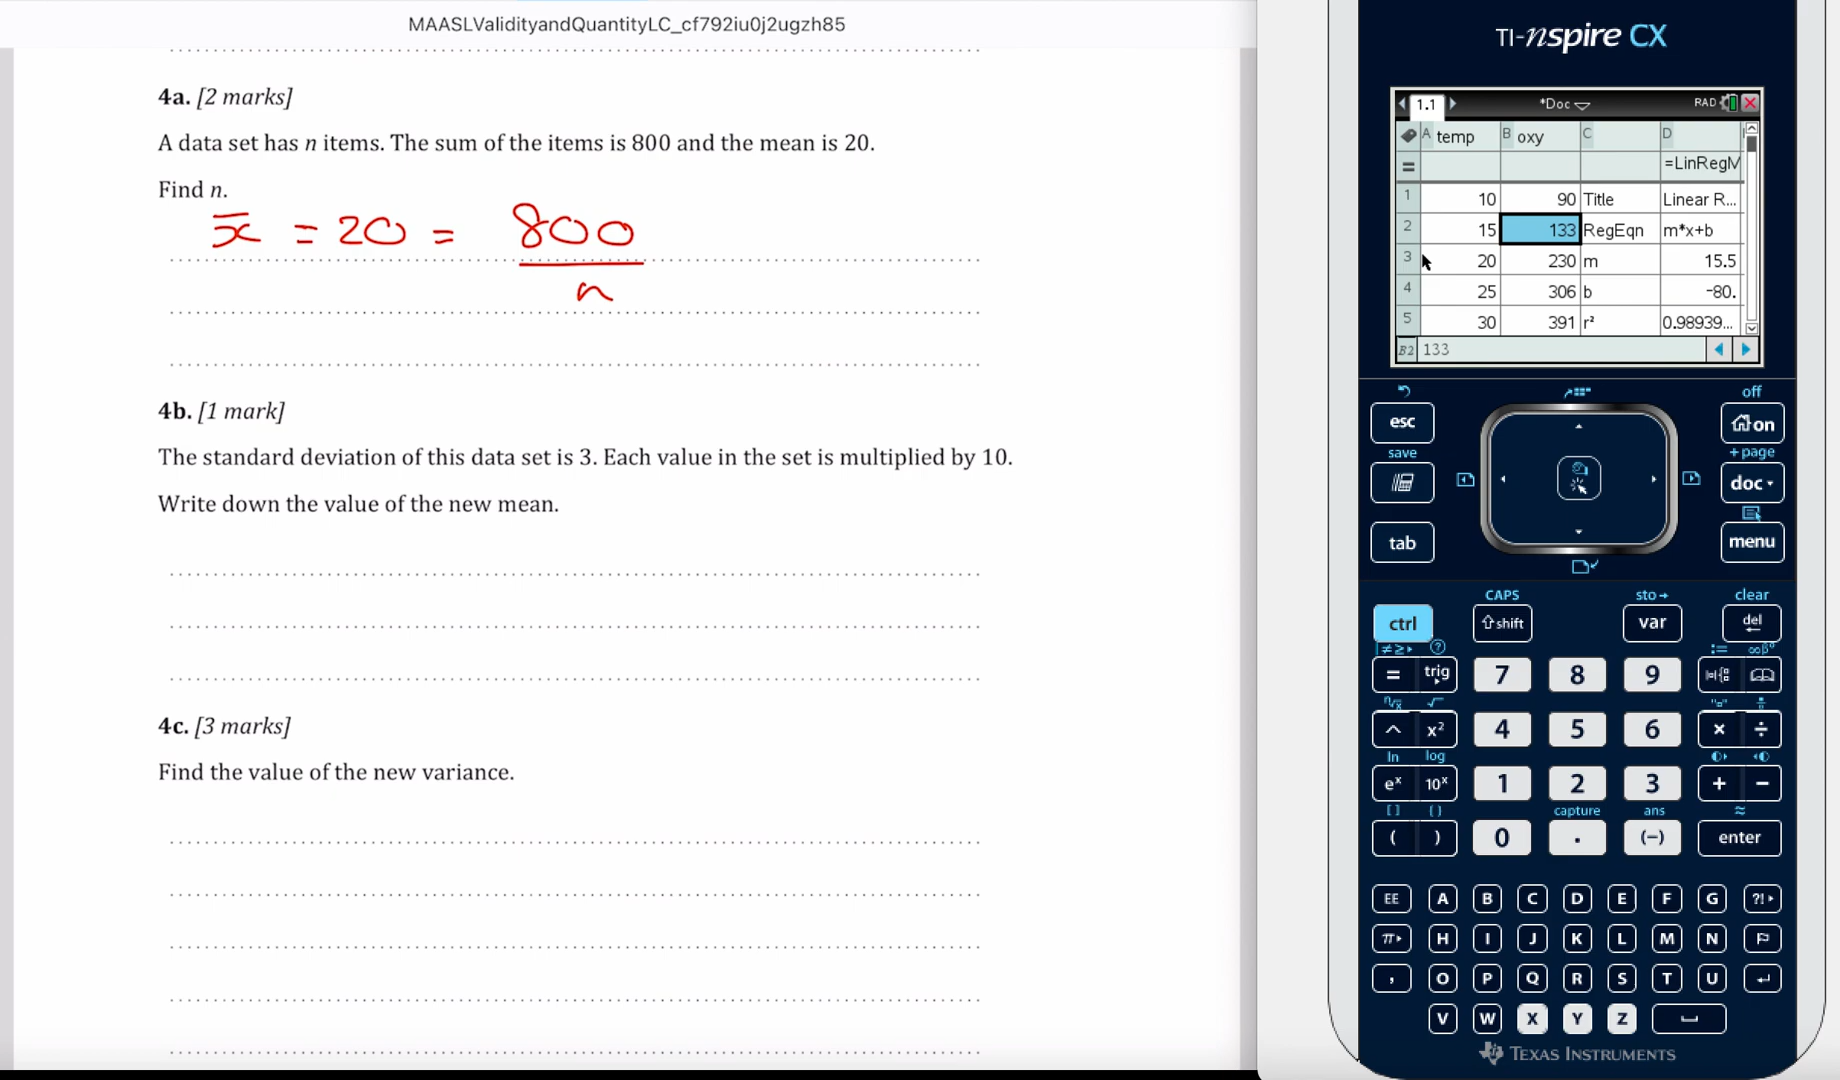 MAASLValidityandQuantityLC_cf792iu0j2ugzh85
4a. [2 marks]
A data set has n items. The sum of the items is 800 and the mean is 20.
Find n.
x̄ = 20 = 800
n
4b. [1 mark]
The standard deviation of this data set is 3. Each value in the set is multiplied by 10.
Write down the value of the new mean.
4c. [3 marks]
Find the value of the new variance.
TI-nspire CX
1.1 *Doc RAD
A temp B oxy C D
= =LinRegM
1 10 90 Title Linear R...
2 15 133 RegEqn m*x+b
3 20 230 m 15.5
4 25 306 b -80.
5 30 391 r² 0.98939...
B2 133
off
esc on
save +page
doc
tab menu
CAPS sto→ clear
ctrl shift var del
|≠≥▸ ? := ∞β°
= trig 7 8 9
ⁿ√x √ "▫" ÷
^ x² 4 5 6 × ÷
ln log
eˣ 10ˣ 1 2 3 + −
[ ] { } capture ans ≈
( ) 0 . (−) enter
EE A B C D E F G ?!▸
π▸ H I J K L M N
, O P Q R S T U
V W X Y Z
TEXAS INSTRUMENTS